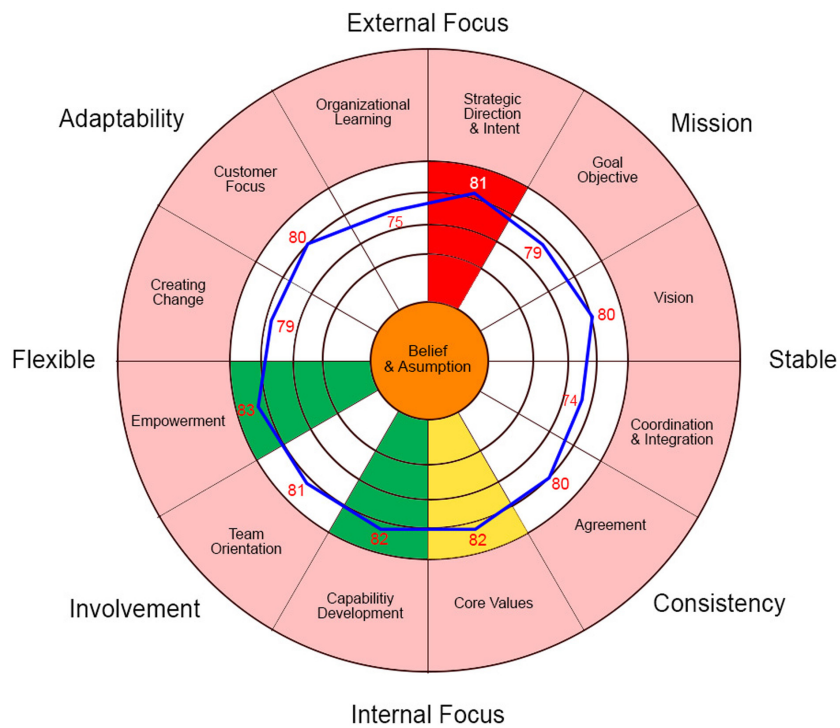 External Focus
Organizational
Learning
Strategic
Direction
& Intent
Adaptability
Mission
Customer
Focus
Goal
Objective
81
75
80
79
Creating
Change
79
80
Vision
Flexible
Belief
& Asumption
Stable
Empowerment
83
74
Coordination
& Integration
81
80
Team
Orientation
82
82
Agreement
Involvement
Capabilitiy
Development
Core Values
Consistency
Internal Focus